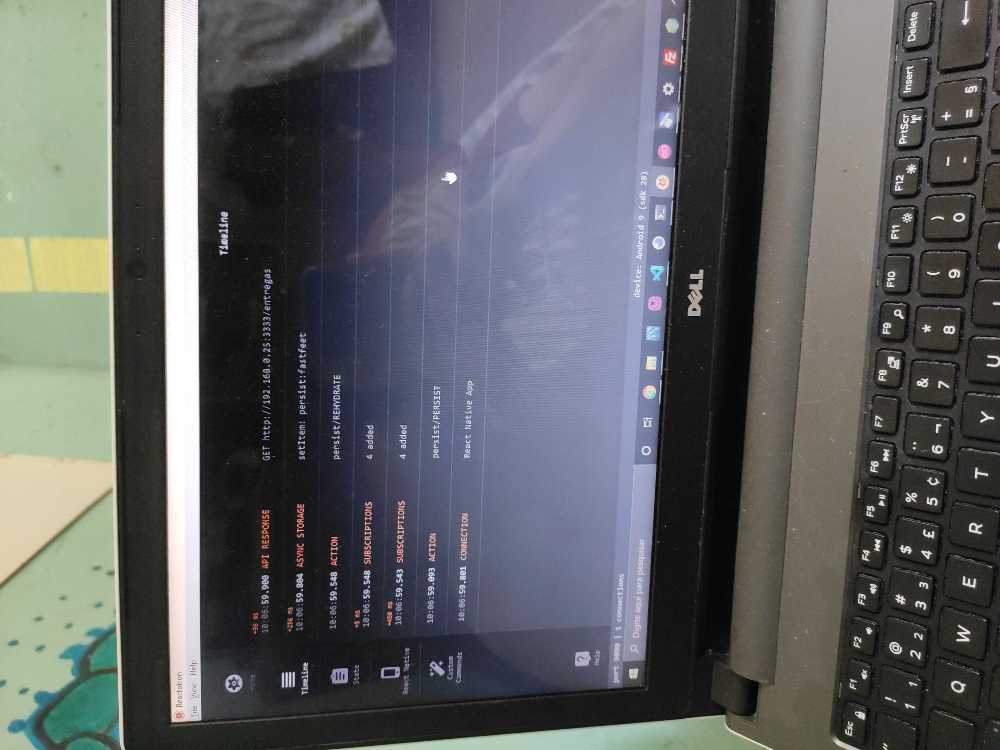 Reactotron
View Help
Timeline
Timeline
State
React Native
Custom
Commands
Help
+96 ms
10:06:59.900 API RESPONSE GET http://192.168.0.25:3333/entregas
+256 ms
10:06:59.804 ASYNC STORAGE setItem: persist:fastfeet
10:06:59.548 ACTION persist/REHYDRATE
+5 ms
10:06:59.548 SUBSCRIPTIONS 4 added
+450 ms
10:06:59.543 SUBSCRIPTIONS 4 added
10:06:59.093 ACTION persist/PERSIST
10:06:59.801 CONNECTION React Native App
port 9090 | 1 connections
device: Android 9 (sdk 28)
Digite aqui para pesquisar
DELL
Esc F1 F2 F3 F4 F5 F6 F7 F8 F9 F10 F11 F12 PrtScr Insert Delete
! 1 @ 2 # 3 $ 4 £ % 5 ¢ ¨ 6 ¬ & 7 * 8 ( 9 ) 0 _ - + = §
Q W E R T Y U I